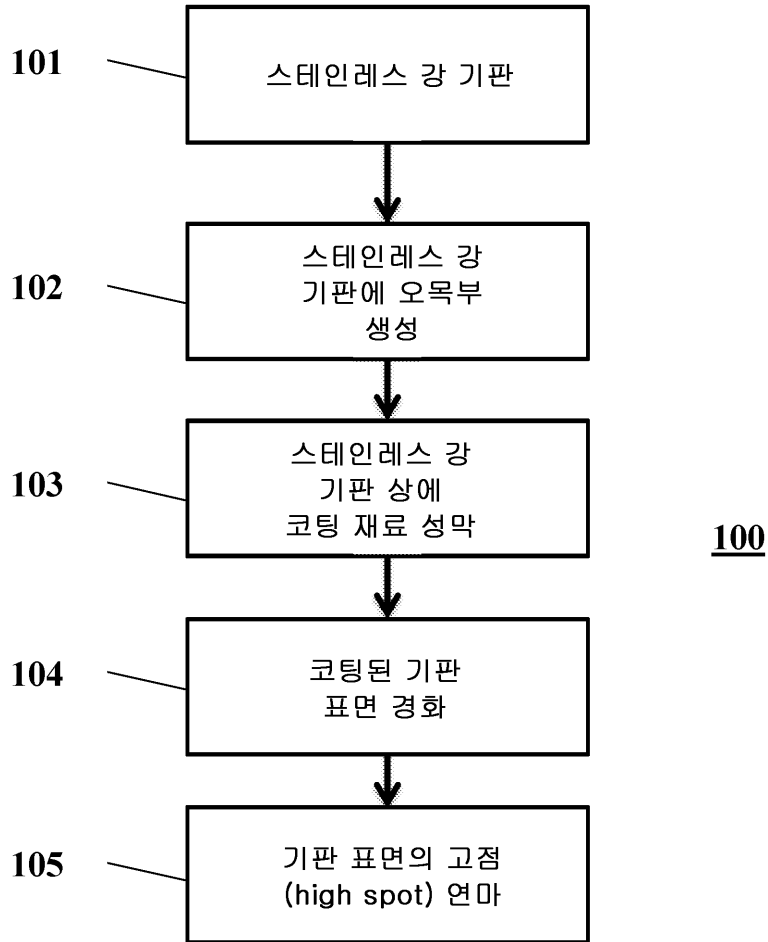 101
스테인레스 강 기판
102
스테인레스 강
기판에 오목부
생성
103
스테인레스 강
기판 상에
코팅 재료 성막
100
104
코팅된 기판
표면 경화
105
기판 표면의 고점
(high spot) 연마